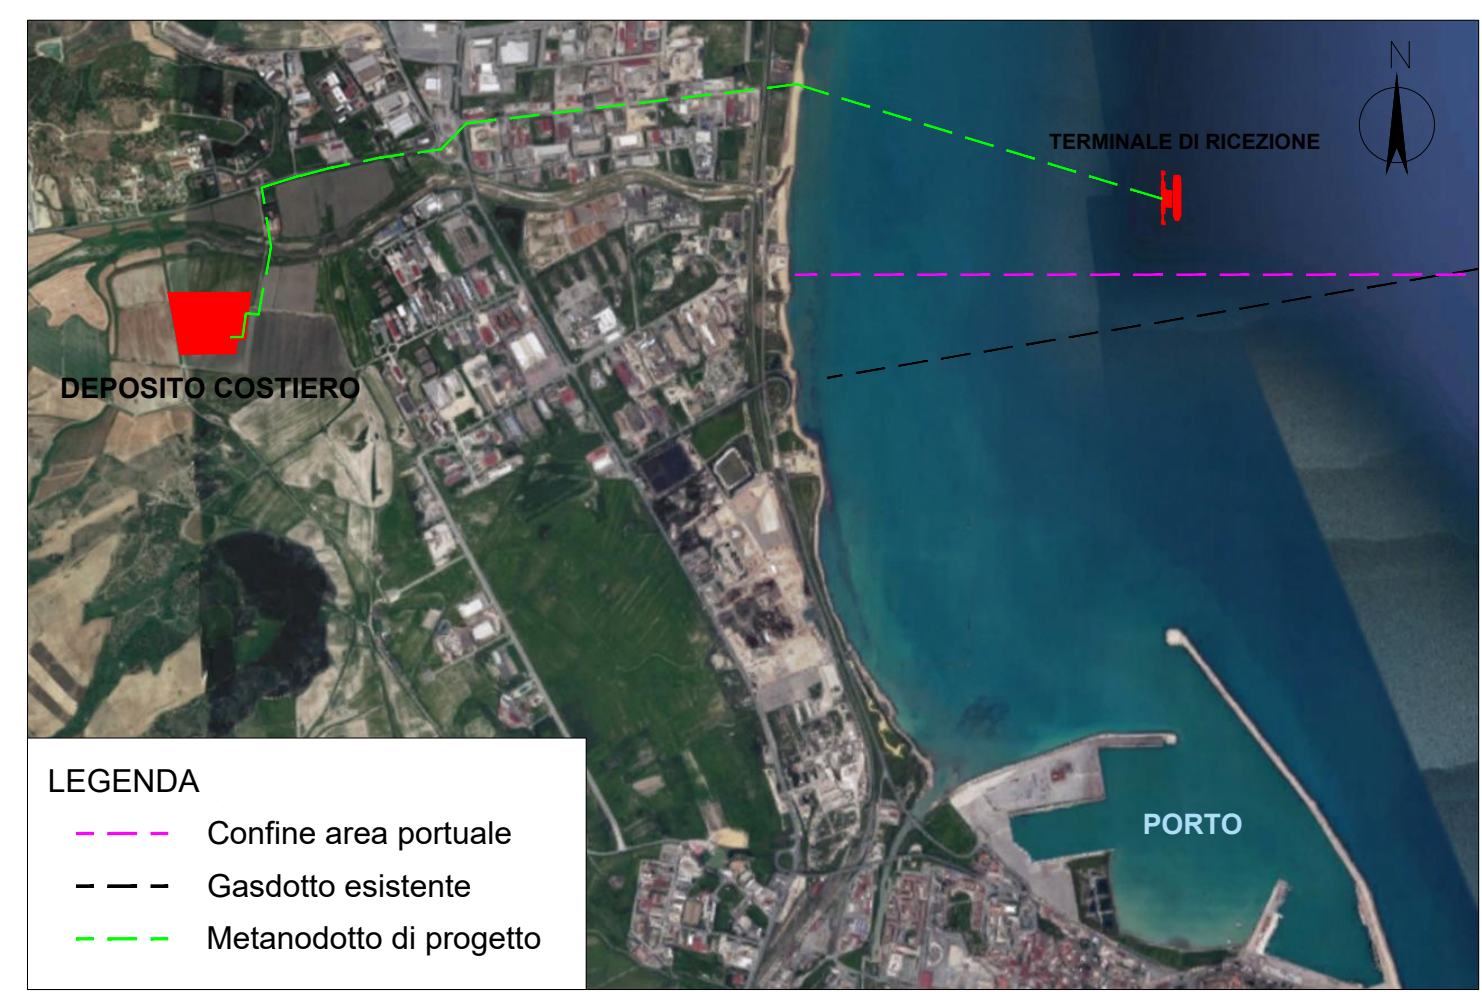 N
TERMINALE DI RICEZIONE
DEPOSITO COSTIERO
PORTO
LEGENDA
Confine area portuale
Gasdotto esistente
Metanodotto di progetto